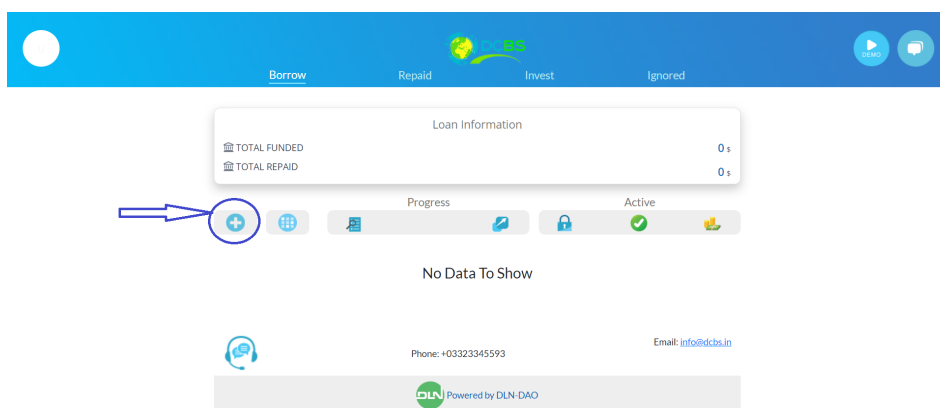 DCBS
DEMO
Borrow Repaid Invest Ignored
Loan Information
TOTAL FUNDED 0 $
TOTAL REPAID 0 $
Progress Active
No Data To Show
Phone: +03323345593
Email: info@dcbs.in
DLN Powered by DLN-DAO